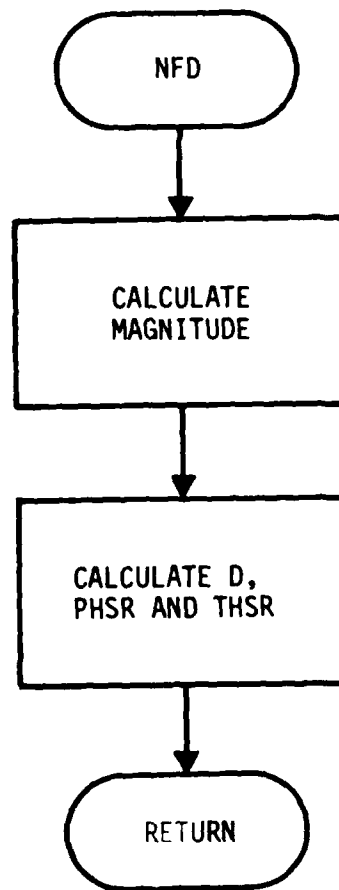 NFD
CALCULATE
MAGNITUDE
CALCULATE D,
PHSR AND THSR
RETURN